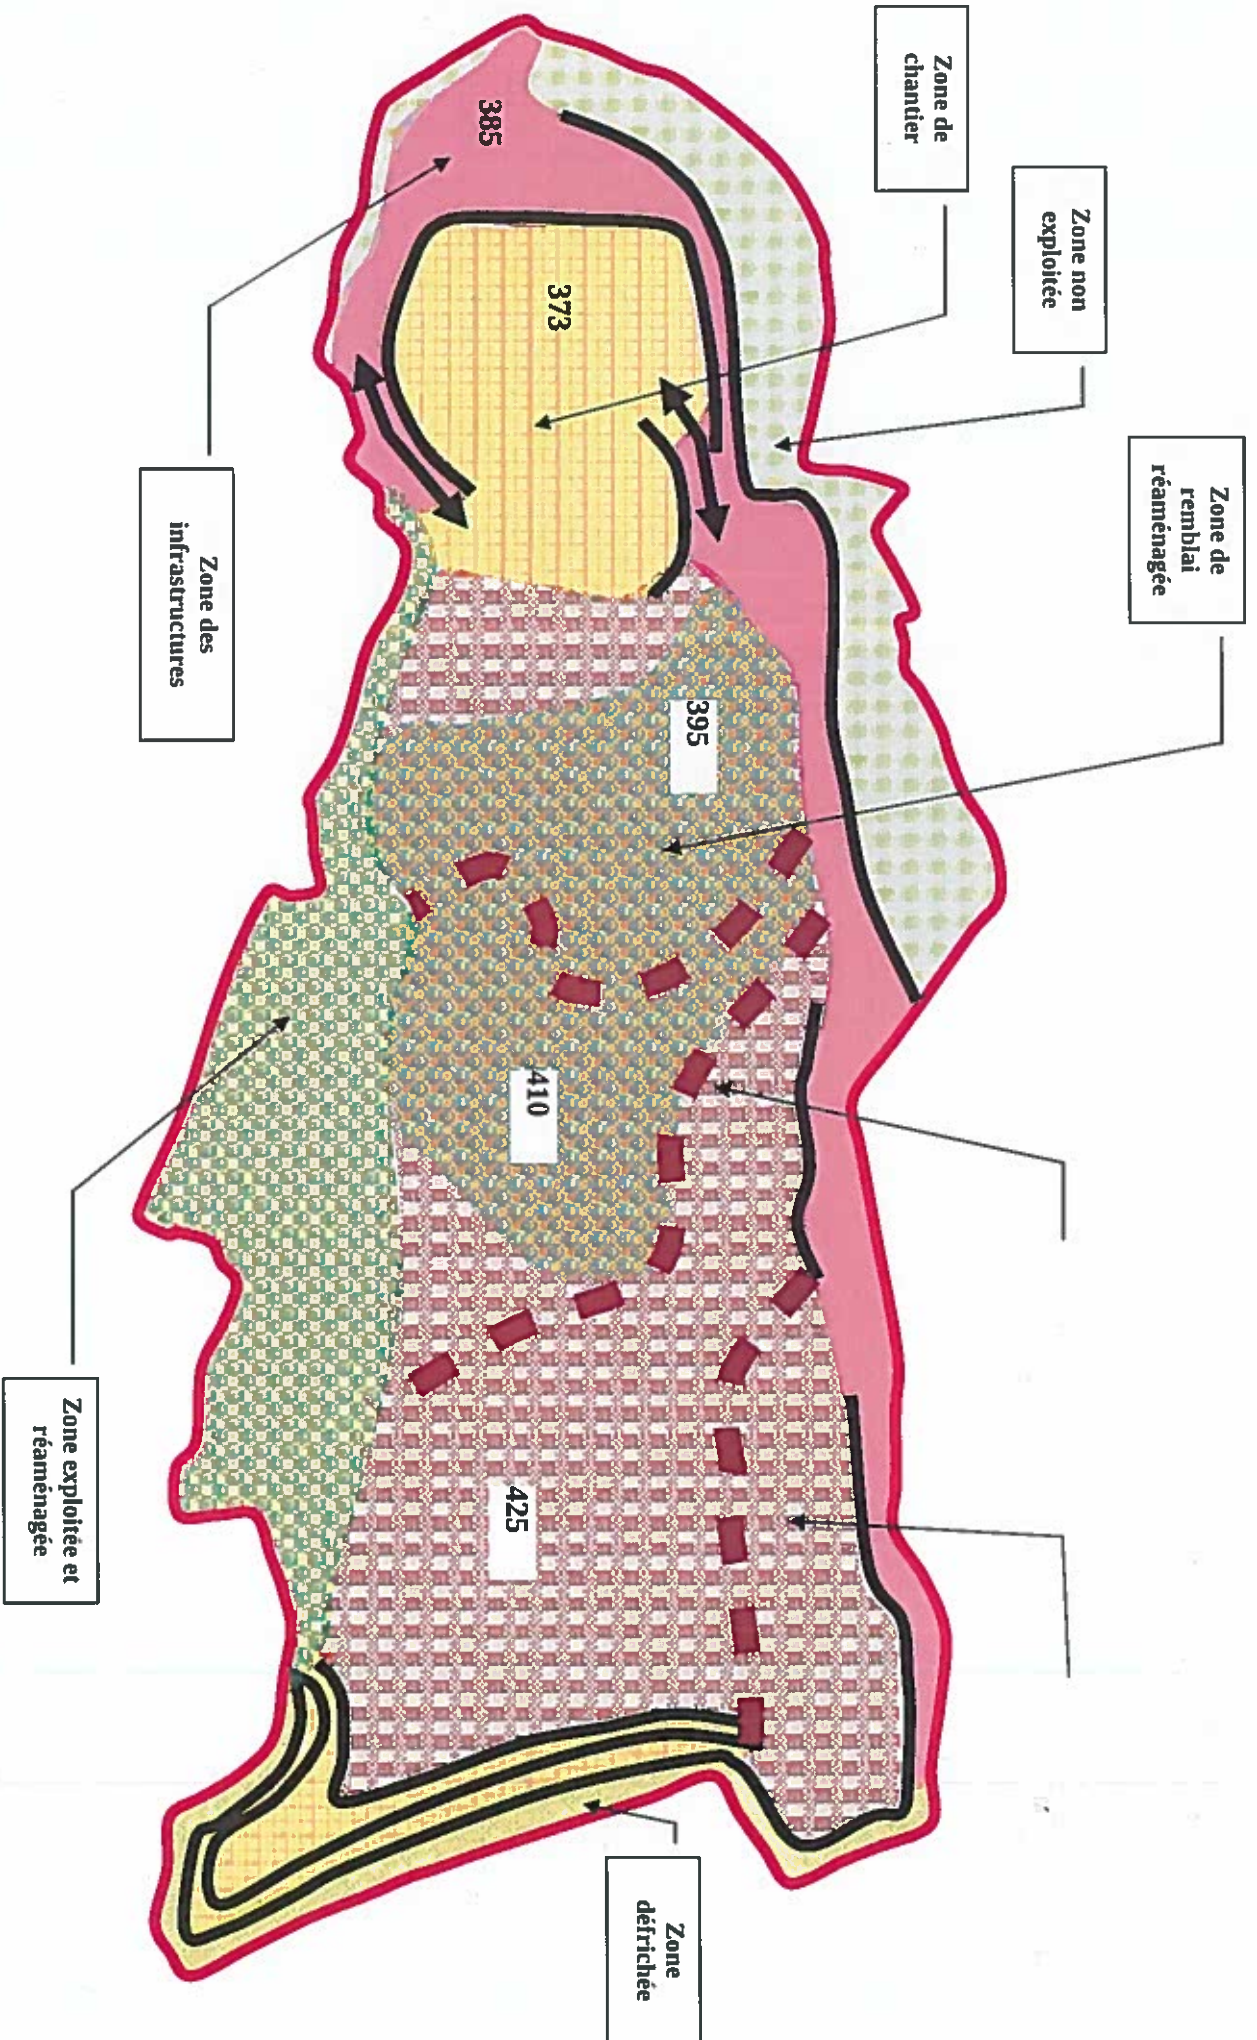 Zone de
chantier
Zone non
exploitée
Zone de
remblai
réaménagée
385
373
395
410
425
Zone des
infrastructures
Zone exploitée et
réaménagée
Zone
défrichée